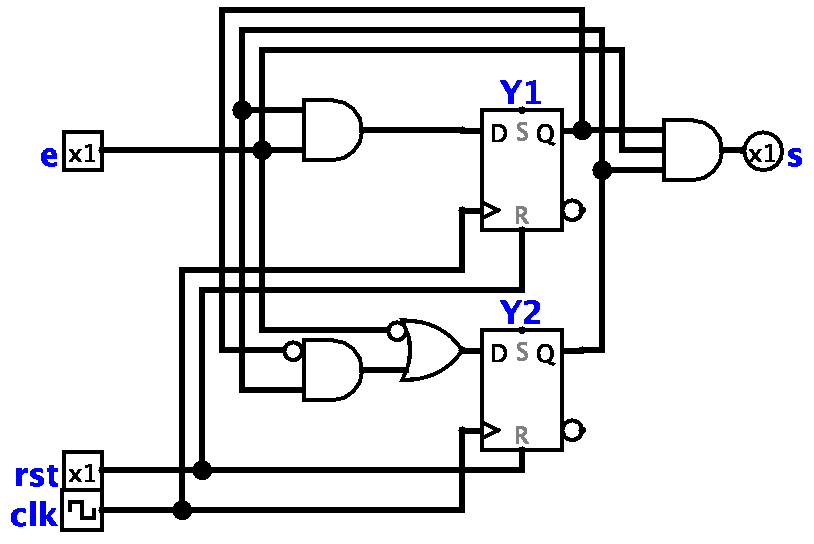 Y1
D S Q
e x1
x1 s
R
Y2
D S Q
R
rst x1
clk